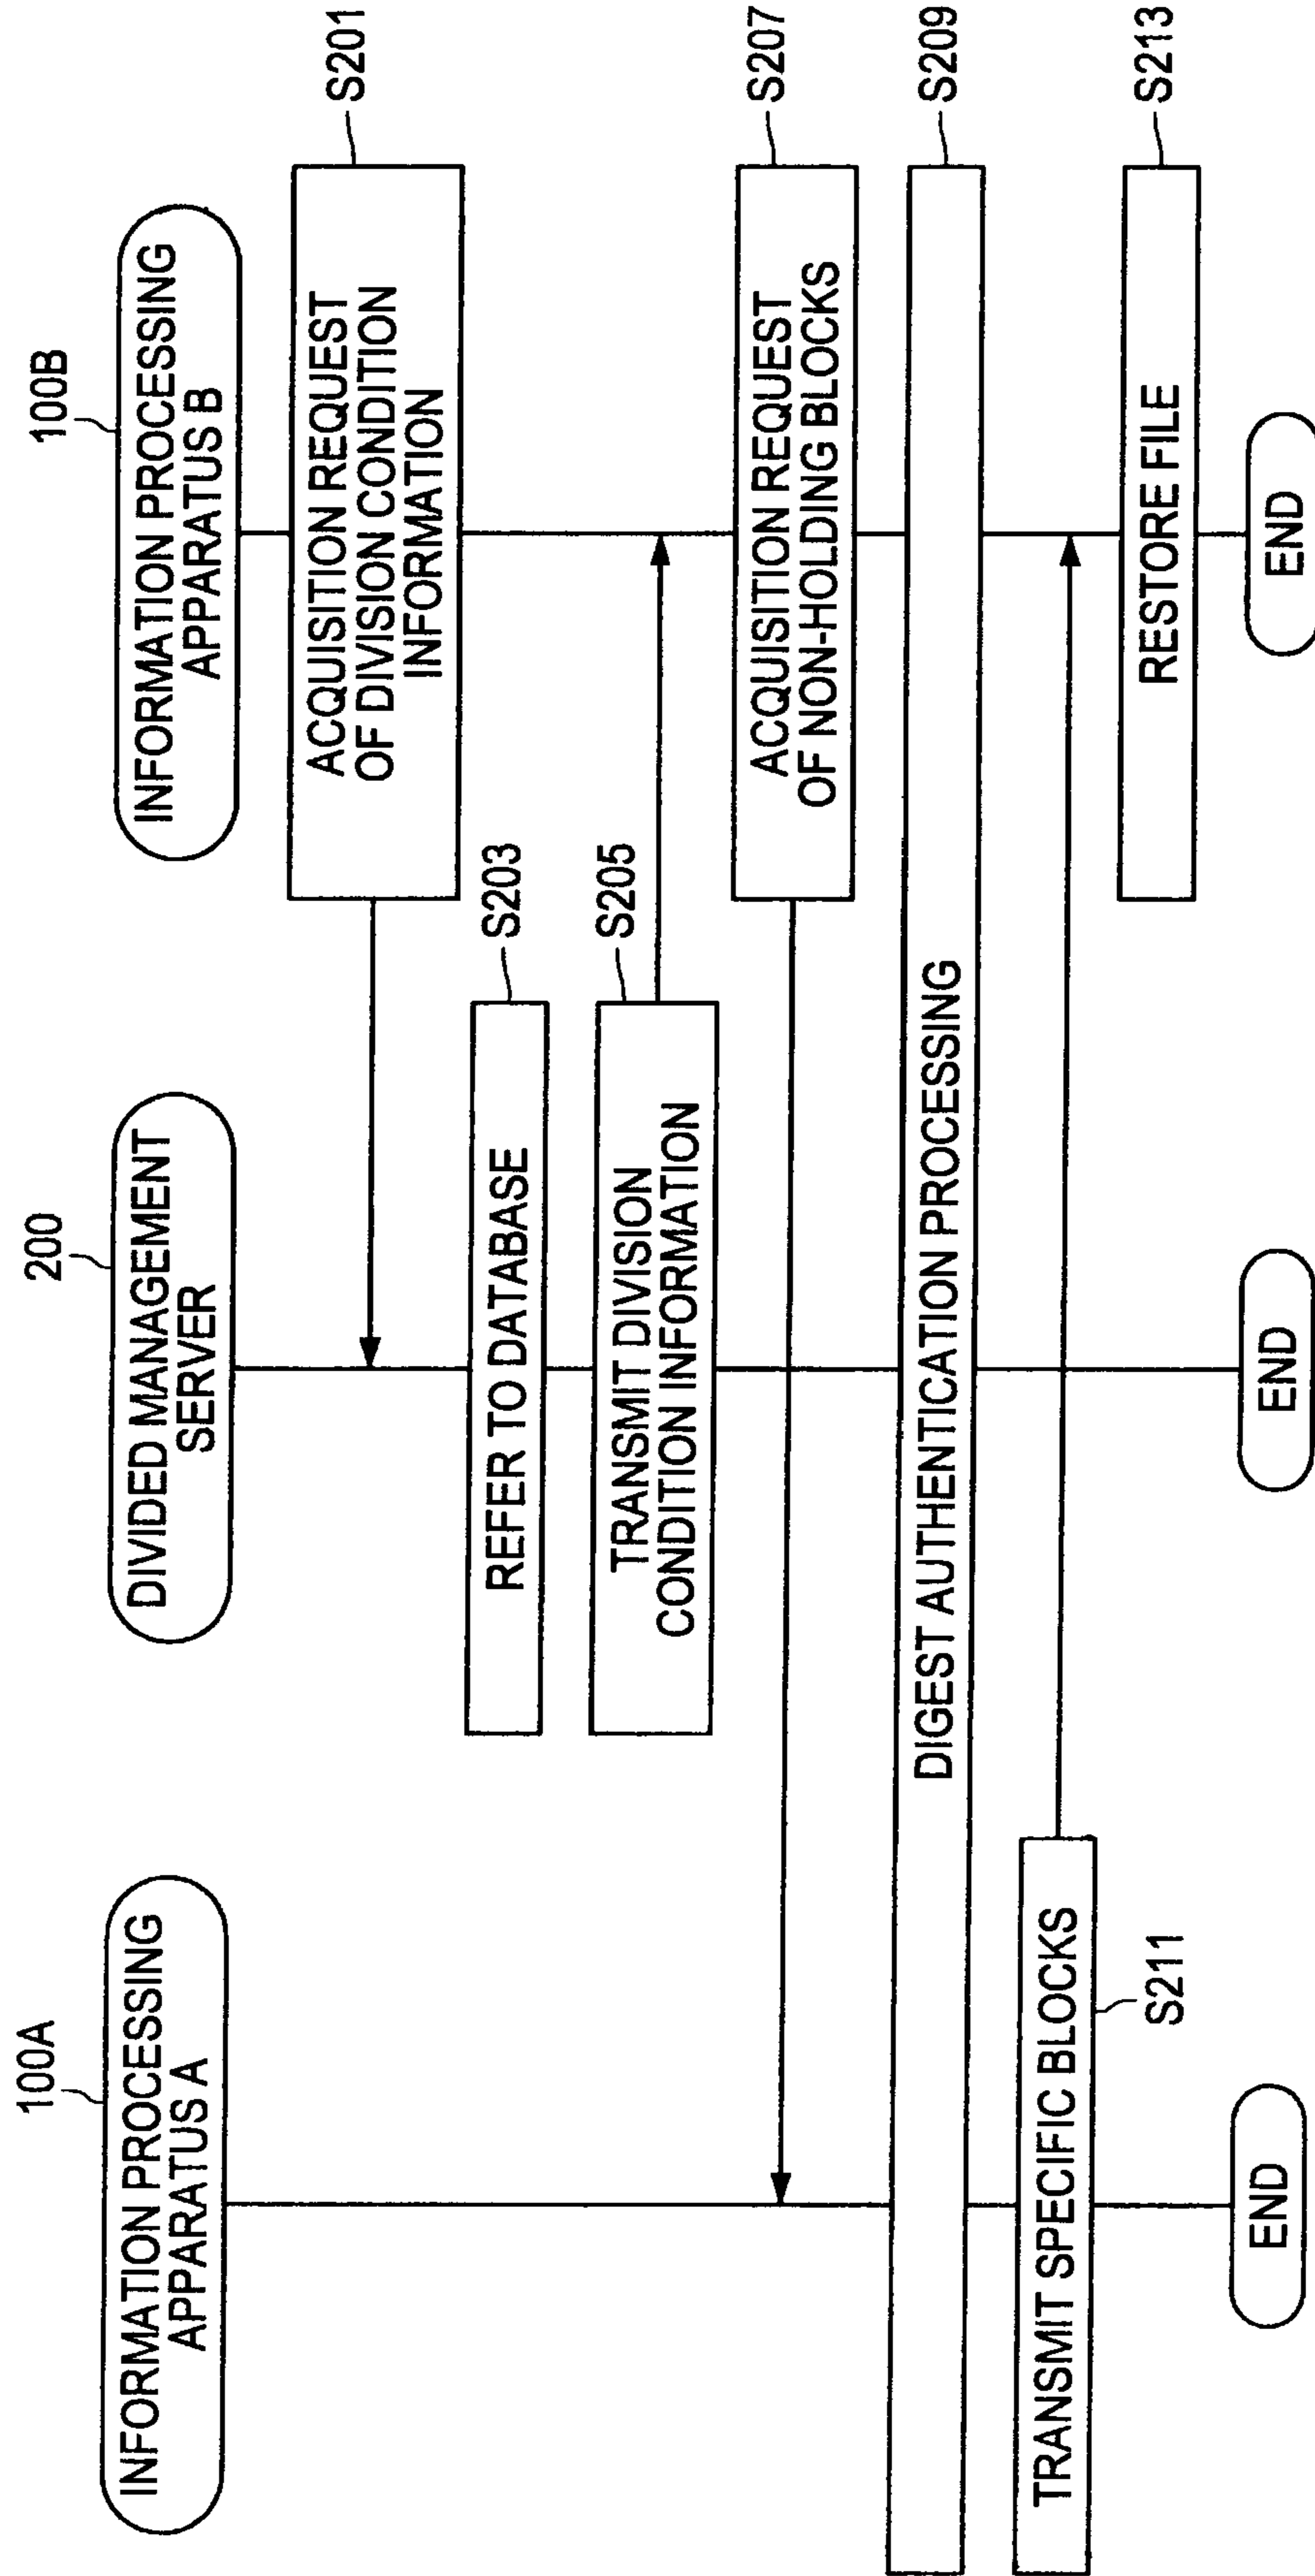 100A
INFORMATION PROCESSING
APPARATUS A
200
DIVIDED MANAGEMENT
SERVER
100B
INFORMATION PROCESSING
APPARATUS B
ACQUISITION REQUEST
OF DIVISION CONDITION
INFORMATION
S201
REFER TO DATABASE
S203
TRANSMIT DIVISION
CONDITION INFORMATION
S205
ACQUISITION REQUEST
OF NON-HOLDING BLOCKS
S207
DIGEST AUTHENTICATION PROCESSING
S209
TRANSMIT SPECIFIC BLOCKS
S211
RESTORE FILE
S213
END
END
END